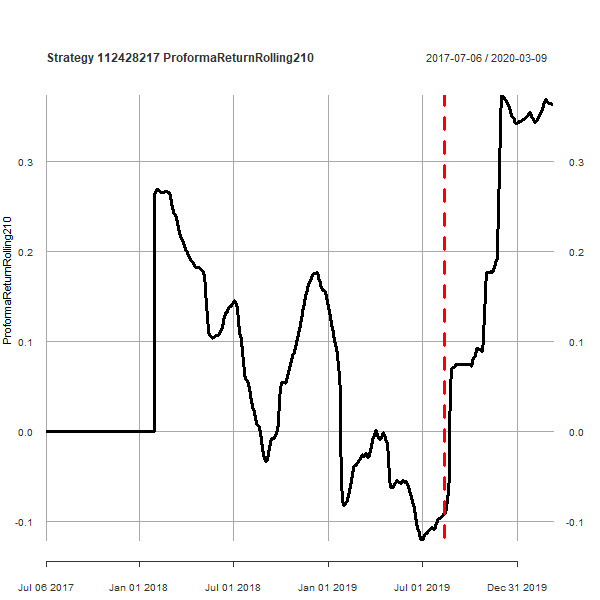 Strategy 112428217 ProformaReturnRolling210
2017-07-06 / 2020-03-09
ProformaReturnRolling210
0.3 0.3
0.2 0.2
0.1 0.1
0.0 0.0
-0.1 -0.1
Jul 06 2017 Jan 01 2018 Jul 01 2018 Jan 01 2019 Jul 01 2019 Dec 31 2019